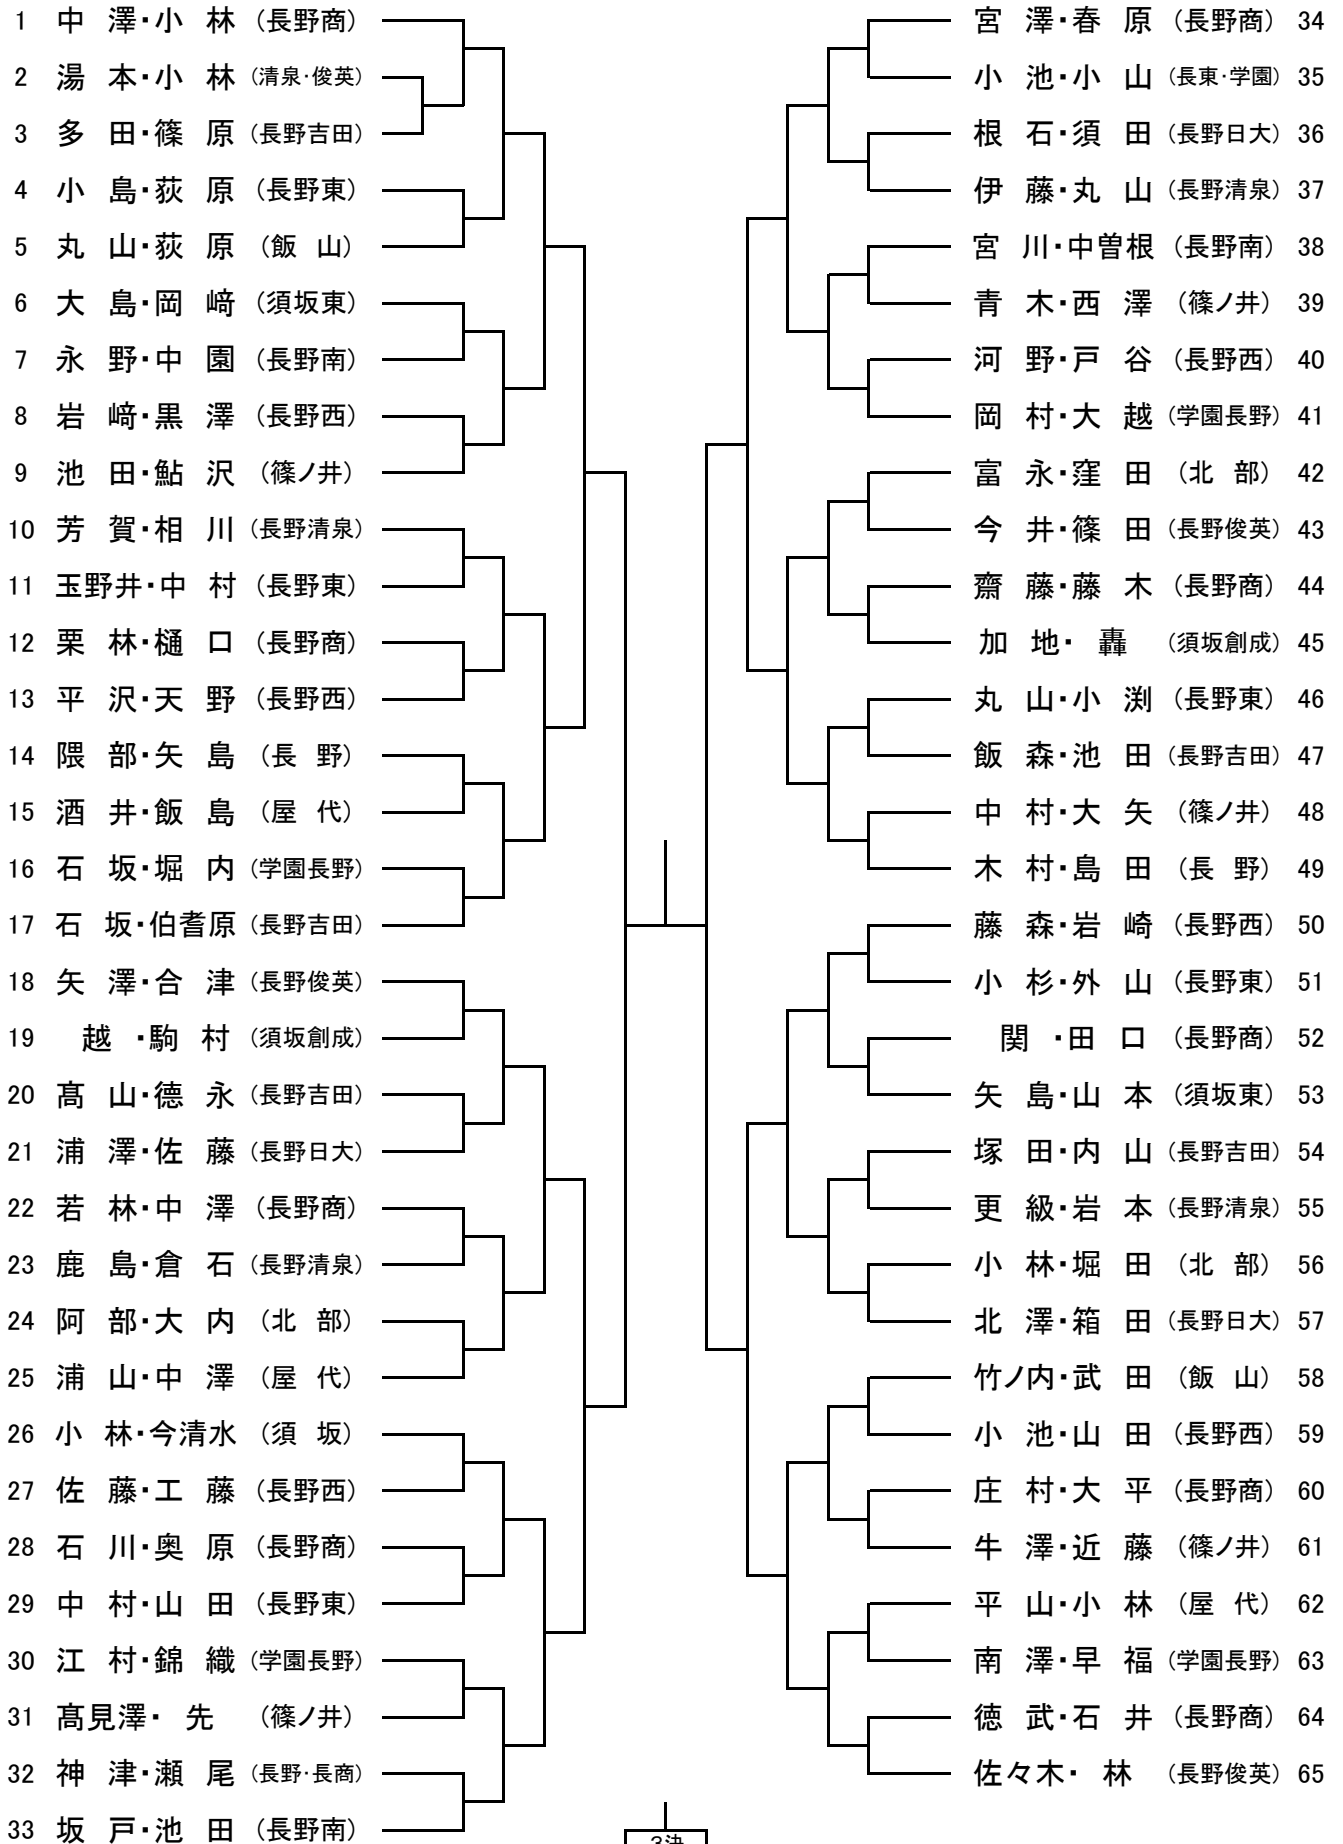 1 中澤・小林 (長野商)
2 湯本・小林 (清泉・俊英)
3 多田・篠原 (長野吉田)
4 小島・荻原 (長野東)
5 丸山・荻原 (飯山)
6 大島・岡﨑 (須坂東)
7 永野・中園 (長野南)
8 岩﨑・黒澤 (長野西)
9 池田・鮎沢 (篠ノ井)
10 芳賀・相川 (長野清泉)
11 玉野井・中村 (長野東)
12 栗林・樋口 (長野商)
13 平沢・天野 (長野西)
14 隈部・矢島 (長野)
15 酒井・飯島 (屋代)
16 石坂・堀内 (学園長野)
17 石坂・伯耆原 (長野吉田)
18 矢澤・合津 (長野俊英)
19 越・駒村 (須坂創成)
20 髙山・德永 (長野吉田)
21 浦澤・佐藤 (長野日大)
22 若林・中澤 (長野商)
23 鹿島・倉石 (長野清泉)
24 阿部・大内 (北部)
25 浦山・中澤 (屋代)
26 小林・今清水 (須坂)
27 佐藤・工藤 (長野西)
28 石川・奥原 (長野商)
29 中村・山田 (長野東)
30 江村・錦織 (学園長野)
31 髙見澤・先 (篠ノ井)
32 神津・瀬尾 (長野・長商)
33 坂戸・池田 (長野南)
宮澤・春原 (長野商) 34
小池・小山 (長東・学園) 35
根石・須田 (長野日大) 36
伊藤・丸山 (長野清泉) 37
宮川・中曽根 (長野南) 38
青木・西澤 (篠ノ井) 39
河野・戸谷 (長野西) 40
岡村・大越 (学園長野) 41
富永・窪田 (北部) 42
今井・篠田 (長野俊英) 43
齋藤・藤木 (長野商) 44
加地・轟 (須坂創成) 45
丸山・小渕 (長野東) 46
飯森・池田 (長野吉田) 47
中村・大矢 (篠ノ井) 48
木村・島田 (長野) 49
藤森・岩崎 (長野西) 50
小杉・外山 (長野東) 51
関・田口 (長野商) 52
矢島・山本 (須坂東) 53
塚田・内山 (長野吉田) 54
更級・岩本 (長野清泉) 55
小林・堀田 (北部) 56
北澤・箱田 (長野日大) 57
竹ノ内・武田 (飯山) 58
小池・山田 (長野西) 59
庄村・大平 (長野商) 60
牛澤・近藤 (篠ノ井) 61
平山・小林 (屋代) 62
南澤・早福 (学園長野) 63
徳武・石井 (長野商) 64
佐々木・林 (長野俊英) 65
3決